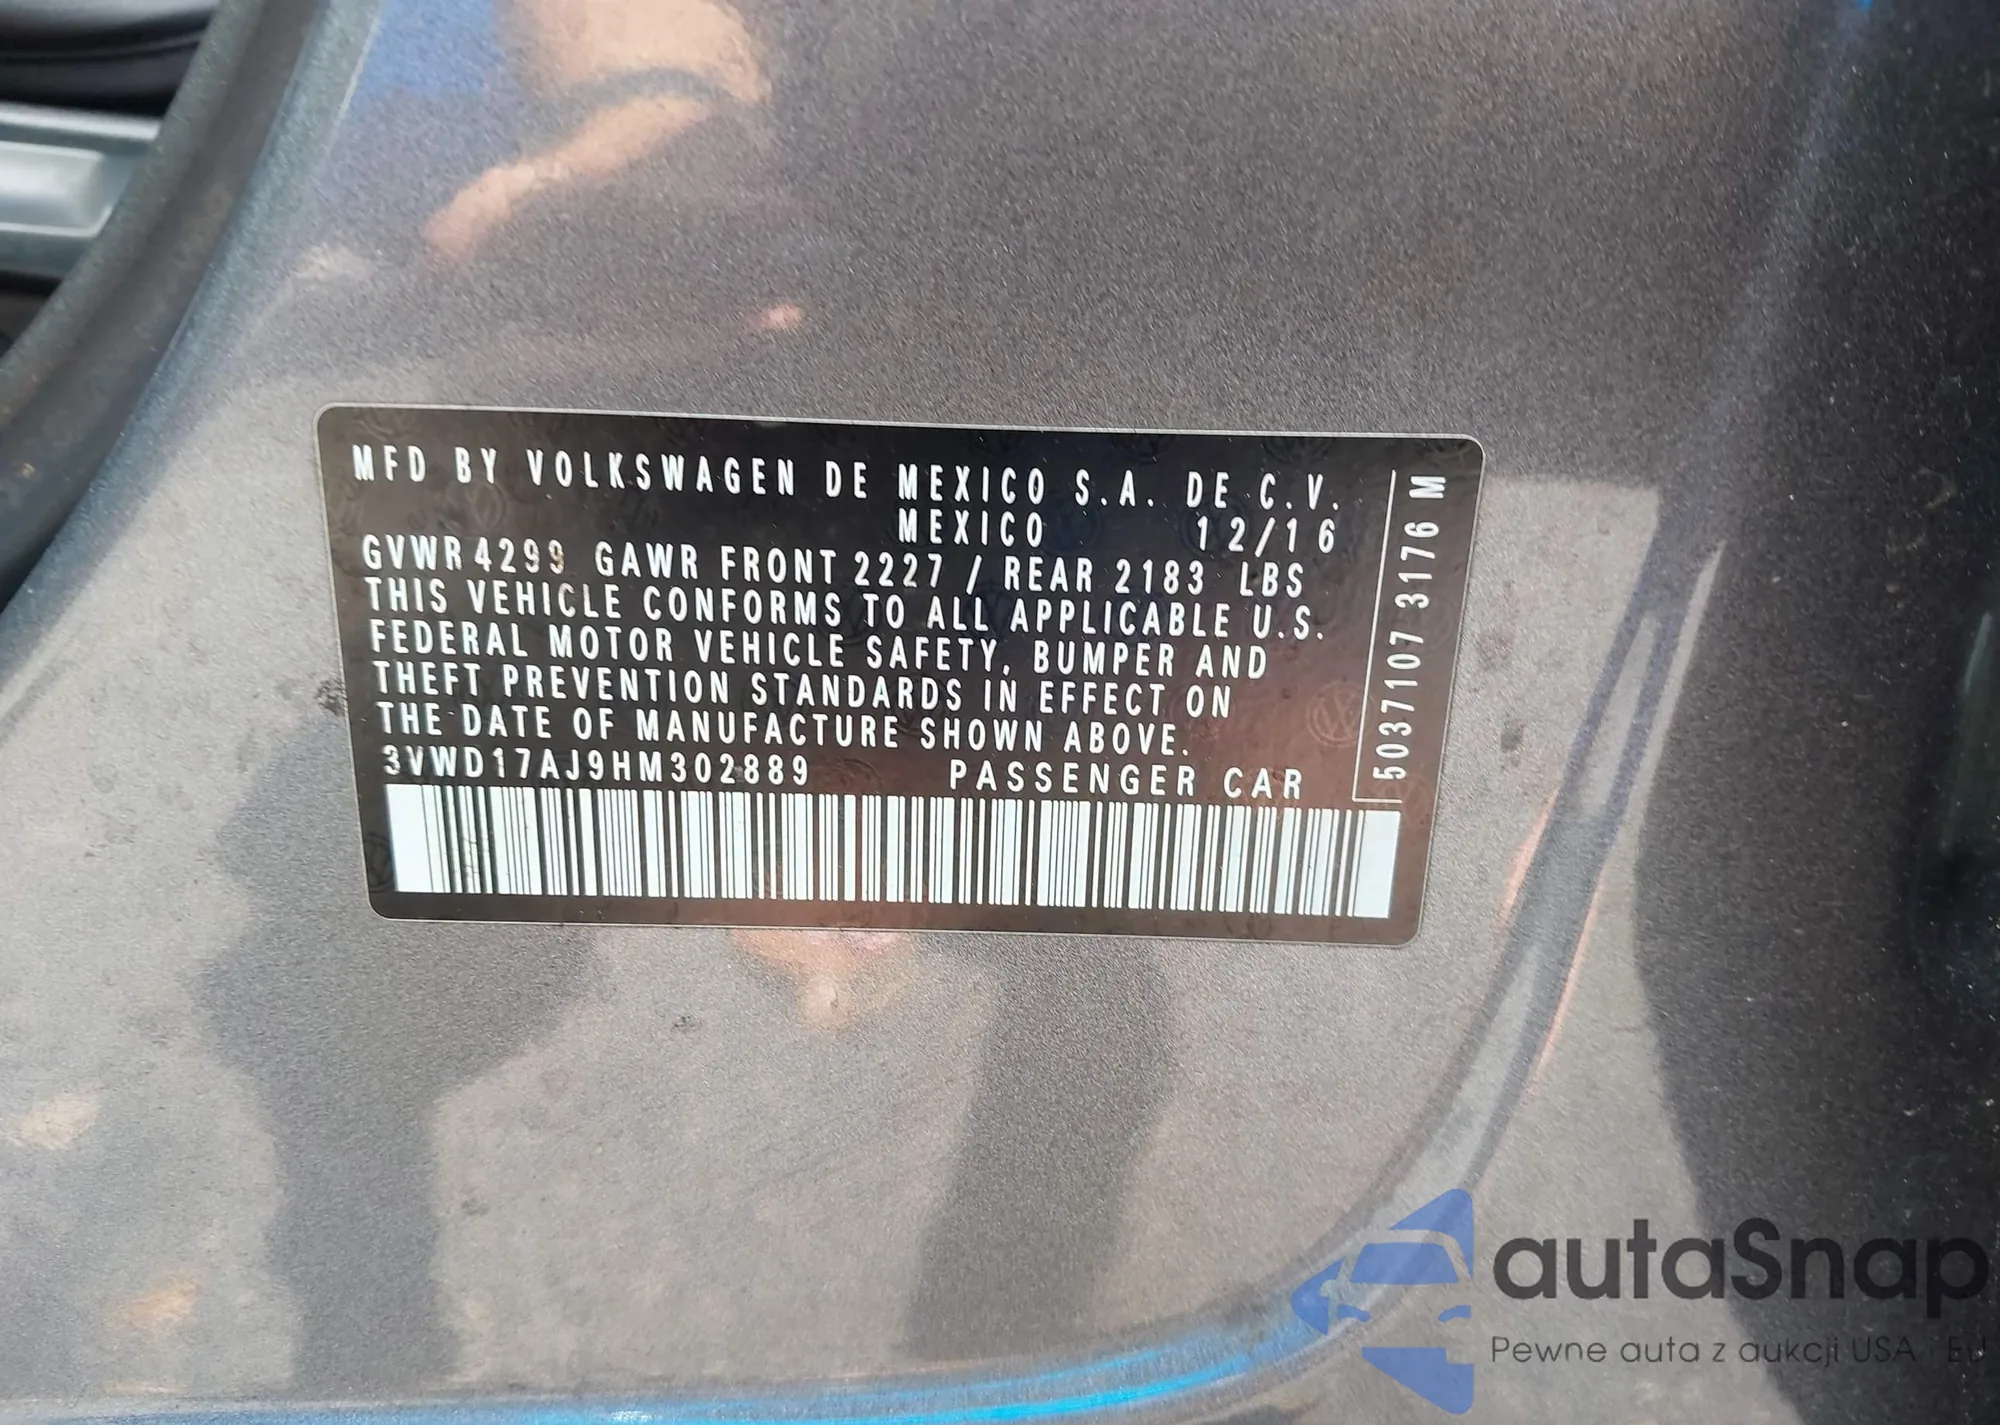 MFD BY VOLKSWAGEN DE MEXICO S.A. DE C.V.
MEXICO 12/16
GVWR 4299 GAWR FRONT 2227 / REAR 2183 LBS
THIS VEHICLE CONFORMS TO ALL APPLICABLE U.S.
FEDERAL MOTOR VEHICLE SAFETY, BUMPER AND
THEFT PREVENTION STANDARDS IN EFFECT ON
THE DATE OF MANUFACTURE SHOWN ABOVE.
3VWD17AJ9HM302889 PASSENGER CAR
5037107 3176 M
autaSnap
Pewne auta z aukcji USA · EU